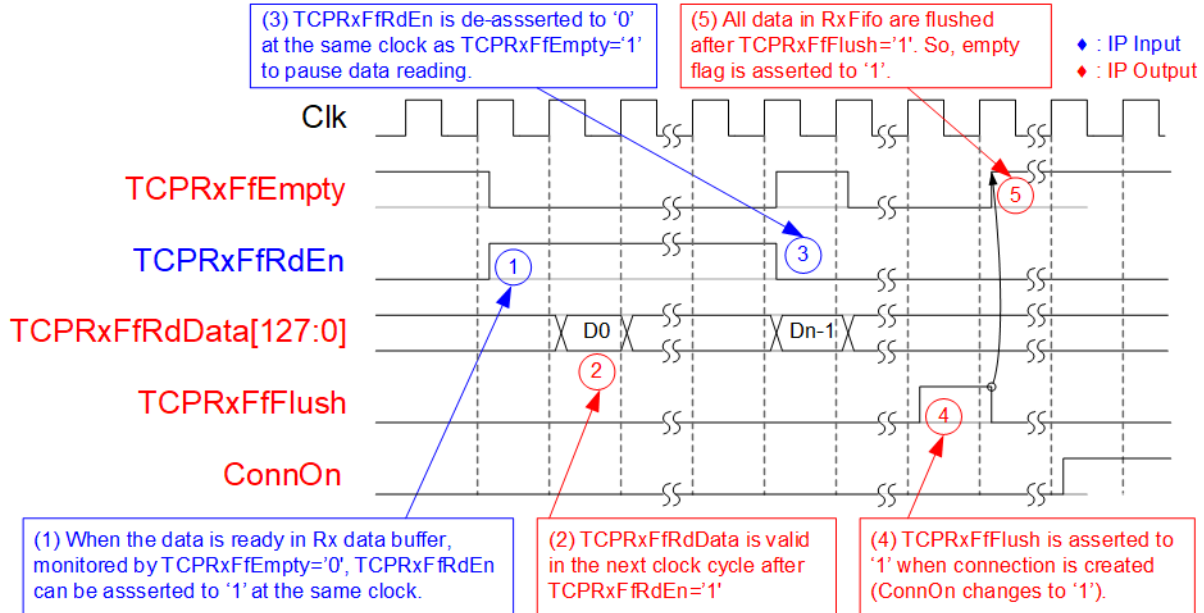 (3) TCPRxFfRdEn is de-assserted to ‘0’
at the same clock as TCPRxFfEmpty=‘1’
to pause data reading.
(5) All data in RxFifo are flushed
after TCPRxFfFlush=‘1'. So, empty
flag is asserted to ‘1’.
♦ : IP Input
♦ : IP Output
Clk
TCPRxFfEmpty
5
TCPRxFfRdEn
1
3
TCPRxFfRdData[127:0]
D0
Dn-1
2
TCPRxFfFlush
4
ConnOn
(1) When the data is ready in Rx data buffer,
monitored by TCPRxFfEmpty=’0', TCPRxFfRdEn
can be assserted to ‘1’ at the same clock.
(2) TCPRxFfRdData is valid
in the next clock cycle after
TCPRxFfRdEn=’1'
(4) TCPRxFfFlush is asserted to
‘1’ when connection is created
(ConnOn changes to ‘1’).